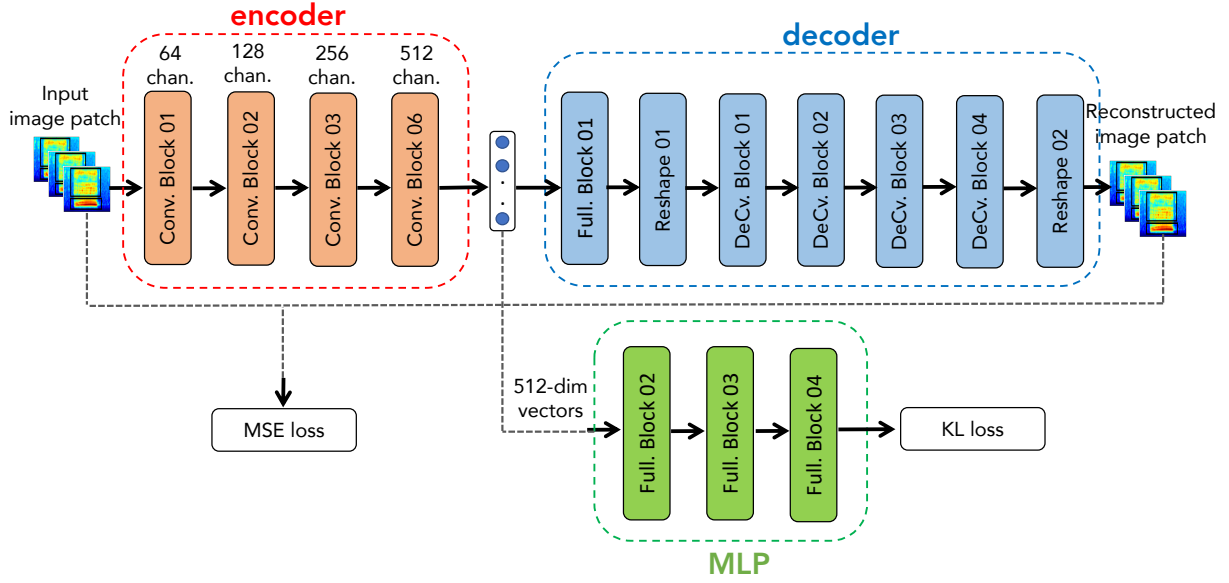 encoder
decoder
64
chan.
128
chan.
256
chan.
512
chan.
Input
image patch
Conv. Block 01
Conv. Block 02
Conv. Block 03
Conv. Block 06
Full. Block 01
Reshape 01
DeCv. Block 01
DeCv. Block 02
DeCv. Block 03
DeCv. Block 04
Reshape 02
Reconstructed
image patch
512-dim
vectors
Full. Block 02
Full. Block 03
Full. Block 04
MSE loss
KL loss
MLP